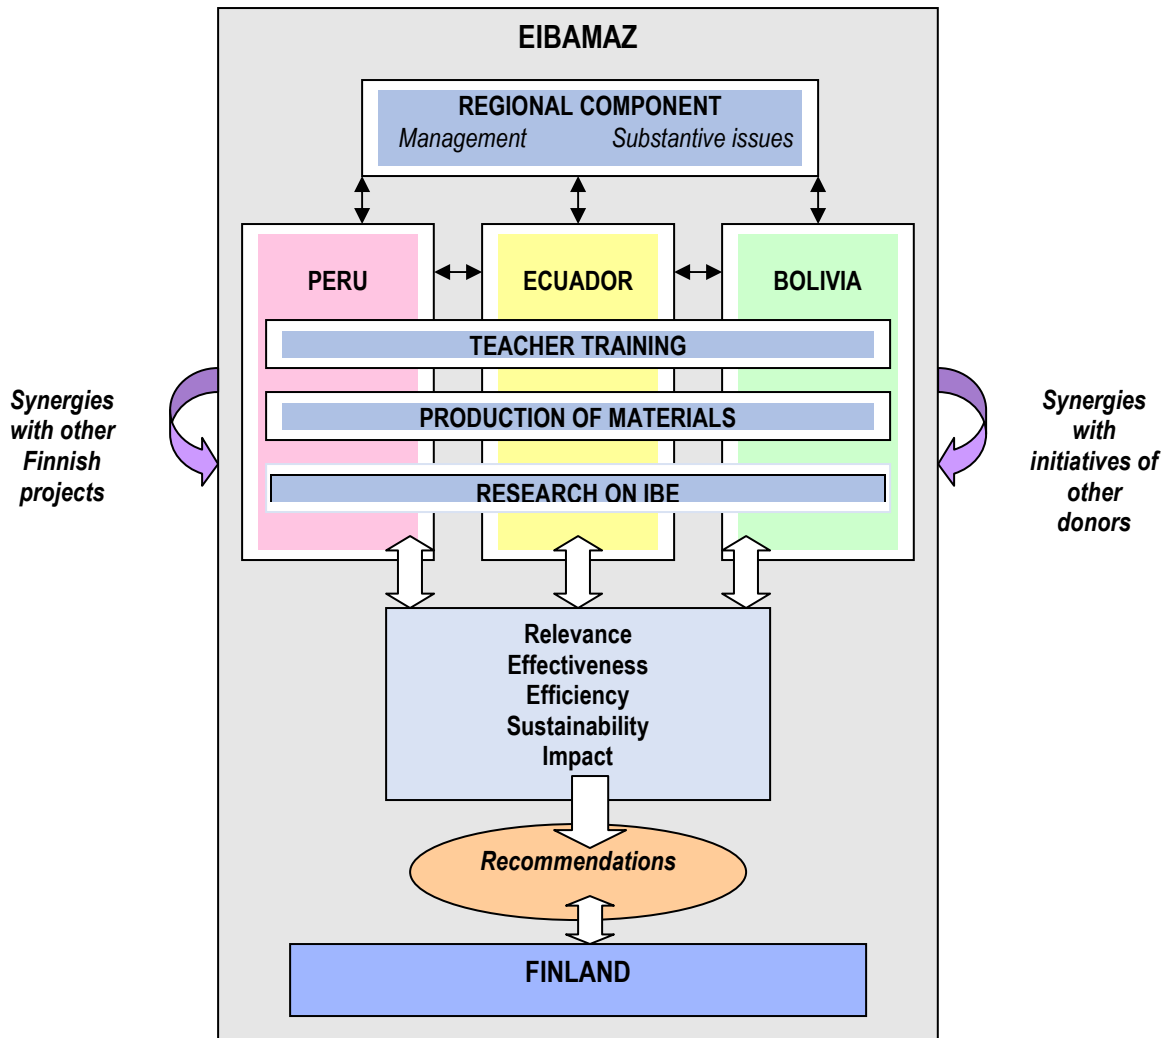 EIBAMAZ
REGIONAL COMPONENT
Management Substantive issues
PERU ECUADOR BOLIVIA
TEACHER TRAINING
PRODUCTION OF MATERIALS
RESEARCH ON IBE
Synergies
with other
Finnish
projects
Synergies
with
initiatives of
other
donors
Relevance
Effectiveness
Efficiency
Sustainability
Impact
Recommendations
FINLAND